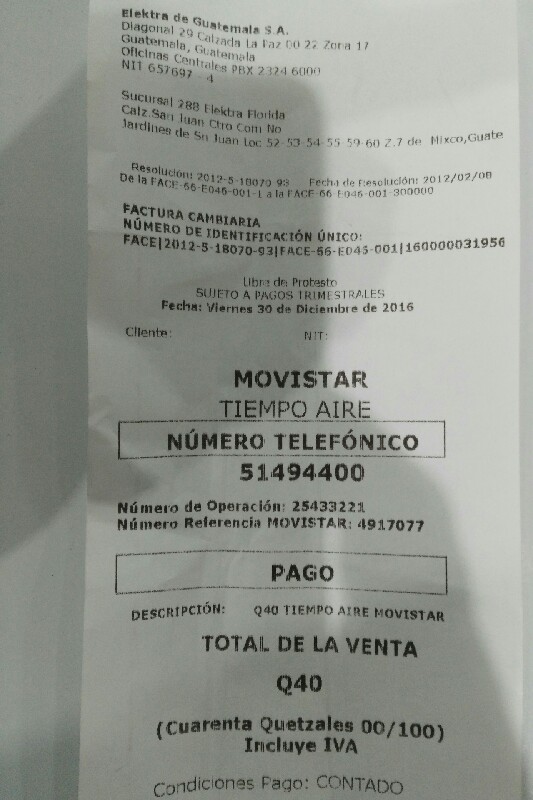 Elektra de Guatemala S.A.
Diagonal 29 Calzada La Paz 00 22 Zona 17
Guatemala, Guatemala
Oficinas Centrales PBX 2324 6000
NIT 657697 4
Sucursal 288 Elektra Florida
Calz.San Juan Ctro Com No
Jardines de Sn Juan Loc 52-53-54-55-59-60 Z.7 de Mixco,Guate
Resolución: 2012-5-18070-93 Fecha de Resolución: 2012/02/08
De la FACE-66-E046-001-1 a la FACE-66-E046-001-300000
FACTURA CAMBIARIA
NÚMERO DE IDENTIFICACIÓN ÚNICO:
FACE|2012-5-18070-93|FACE-66-E046-001|160000031956
Libre de Protesto
SUJETO A PAGOS TRIMESTRALES
Fecha: Viernes 30 de Diciembre de 2016
Cliente: NIT:
MOVISTAR
TIEMPO AIRE
NÚMERO TELEFÓNICO
51494400
Número de Operación: 25433221
Número Referencia MOVISTAR: 4917077
PAGO
DESCRIPCIÓN: Q40 TIEMPO AIRE MOVISTAR
TOTAL DE LA VENTA
Q40
(Cuarenta Quetzales 00/100)
Incluye IVA
Condiciones Pago: CONTADO